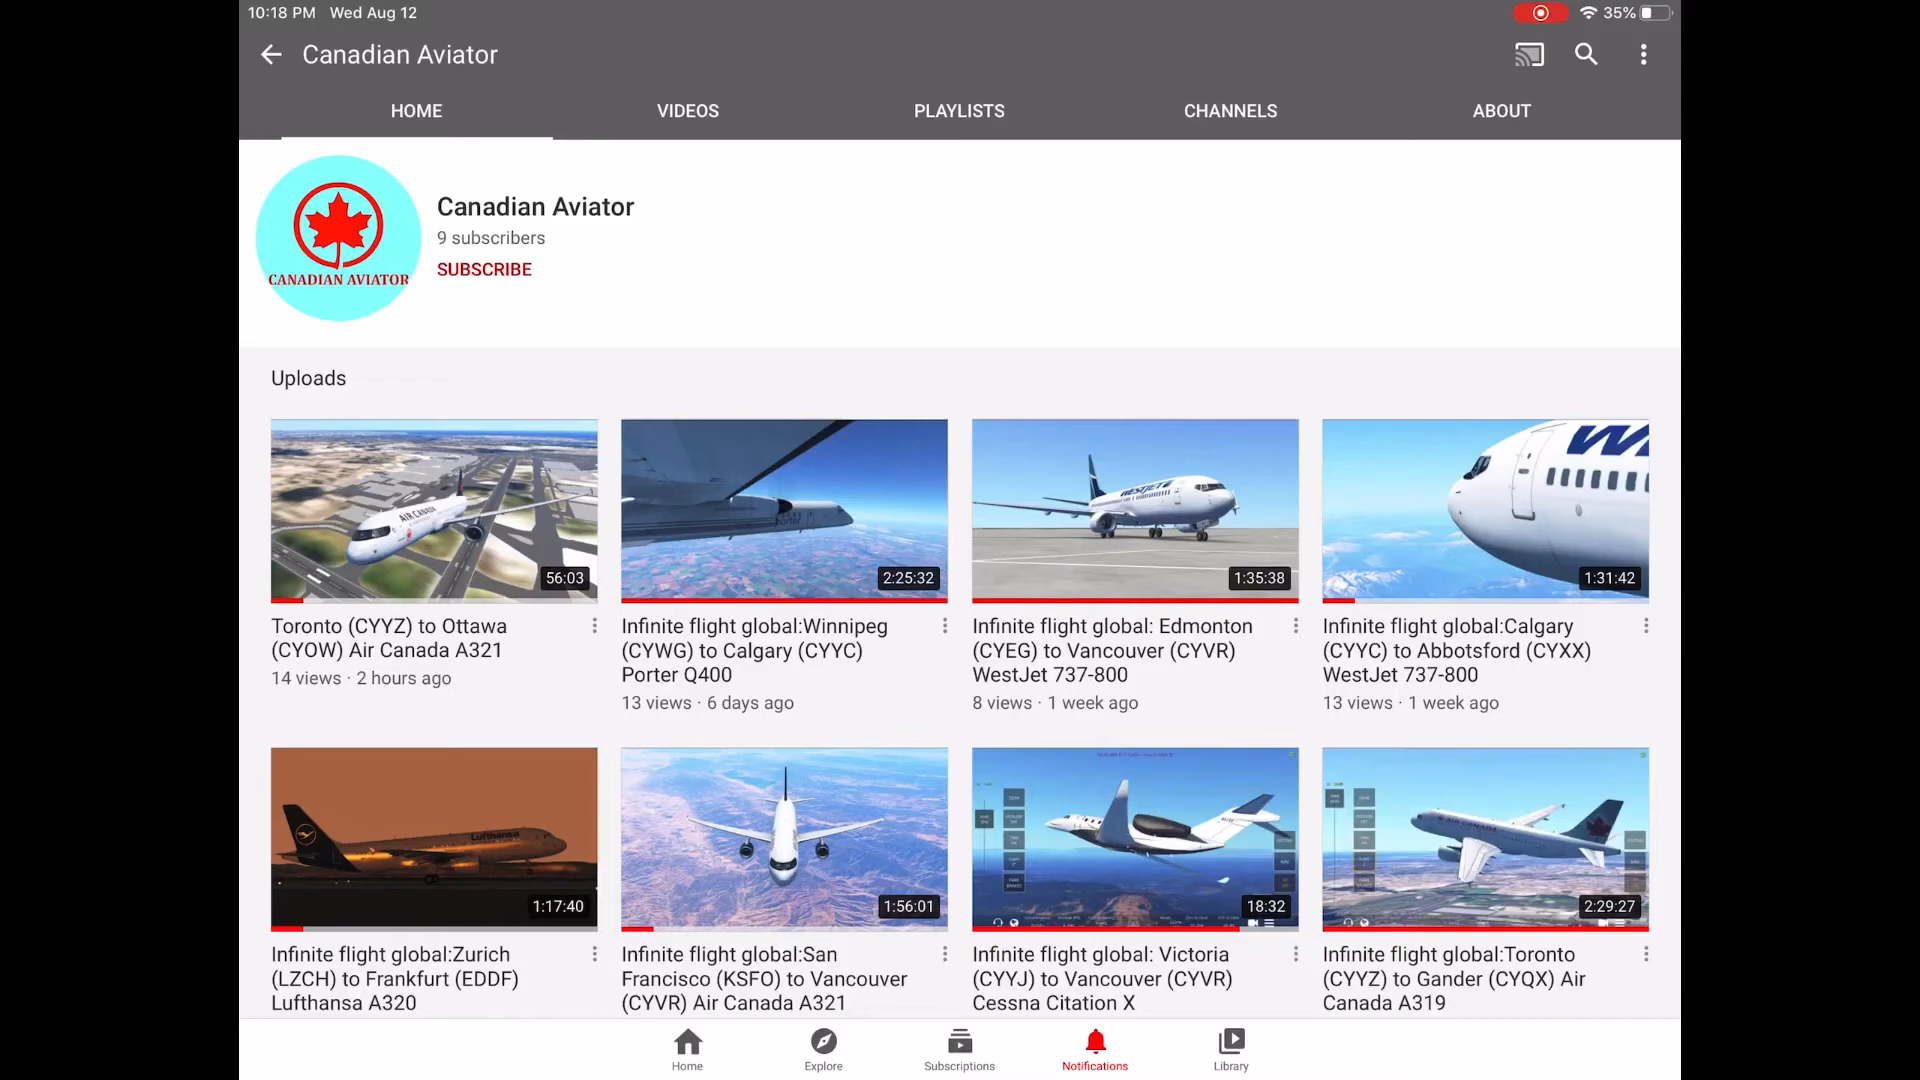 10:18 PM Wed Aug 12
35%
Canadian Aviator
HOME VIDEOS PLAYLISTS CHANNELS ABOUT
CANADIAN AVIATOR
Canadian Aviator
9 subscribers
SUBSCRIBE
Uploads
AIR CANADA
56:03
porter
2:25:32
WESTJET
1:35:38
1:31:42
Toronto (CYYZ) to Ottawa
(CYOW) Air Canada A321
14 views · 2 hours ago
Infinite flight global:Winnipeg
(CYWG) to Calgary (CYYC)
Porter Q400
13 views · 6 days ago
Infinite flight global: Edmonton
(CYEG) to Vancouver (CYVR)
WestJet 737-800
8 views · 1 week ago
Infinite flight global:Calgary
(CYYC) to Abbotsford (CYXX)
WestJet 737-800
13 views · 1 week ago
Lufthansa
1:17:40
1:56:01
18:32
AIR CANADA
2:29:27
Infinite flight global:Zurich
(LZCH) to Frankfurt (EDDF)
Lufthansa A320
Infinite flight global:San
Francisco (KSFO) to Vancouver
(CYVR) Air Canada A321
Infinite flight global: Victoria
(CYYJ) to Vancouver (CYVR)
Cessna Citation X
Infinite flight global:Toronto
(CYYZ) to Gander (CYQX) Air
Canada A319
Home Explore Subscriptions Notifications Library